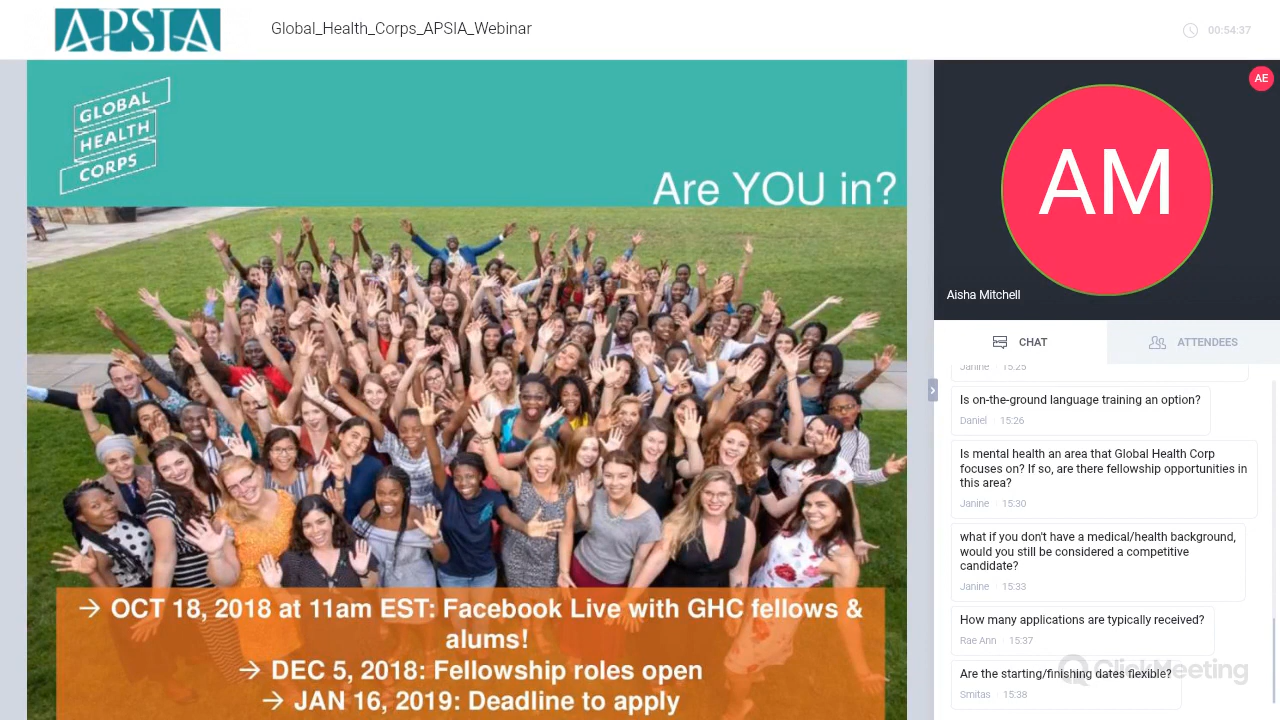 APSIA
Global_Health_Corps_APSIA_Webinar
00:54:37
GLOBAL
HEALTH
CORPS
Are YOU in?
→ OCT 18, 2018 at 11am EST: Facebook Live with GHC fellows &
alums!
→ DEC 5, 2018: Fellowship roles open
→ JAN 16, 2019: Deadline to apply
AE
AM
Aisha Mitchell
CHAT
ATTENDEES
Janine 15:25
Is on-the-ground language training an option?
Daniel 15:26
Is mental health an area that Global Health Corp
focuses on? If so, are there fellowship opportunities in
this area?
Janine 15:30
what if you don't have a medical/health background,
would you still be considered a competitive
candidate?
Janine 15:33
How many applications are typically received?
Rae Ann 15:37
Are the starting/finishing dates flexible?
Smitas 15:38
ClickMeeting